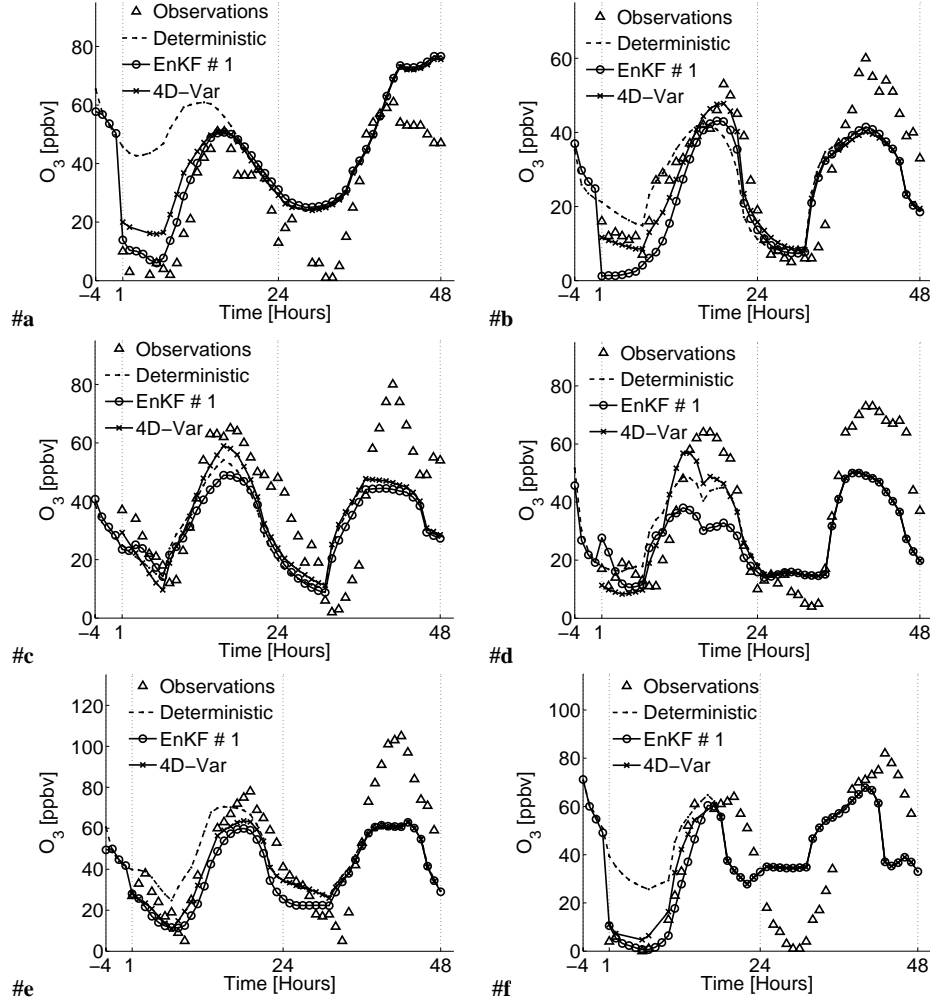 Observations
Deterministic
EnKF # 1
4D−Var
80
60
40
20
0
O3 [ppbv]
−4 1 24 48
Time [Hours]
#a
Observations
Deterministic
EnKF # 1
4D−Var
60
40
20
0
O3 [ppbv]
−4 1 24 48
Time [Hours]
#b
Observations
Deterministic
EnKF # 1
4D−Var
80
60
40
20
0
O3 [ppbv]
−4 1 24 48
Time [Hours]
#c
Observations
Deterministic
EnKF # 1
4D−Var
80
60
40
20
0
O3 [ppbv]
−4 1 24 48
Time [Hours]
#d
Observations
Deterministic
EnKF # 1
4D−Var
120
100
80
60
40
20
0
O3 [ppbv]
−4 1 24 48
Time [Hours]
#e
Observations
Deterministic
EnKF # 1
4D−Var
100
80
60
40
20
0
O3 [ppbv]
−4 1 24 48
Time [Hours]
#f